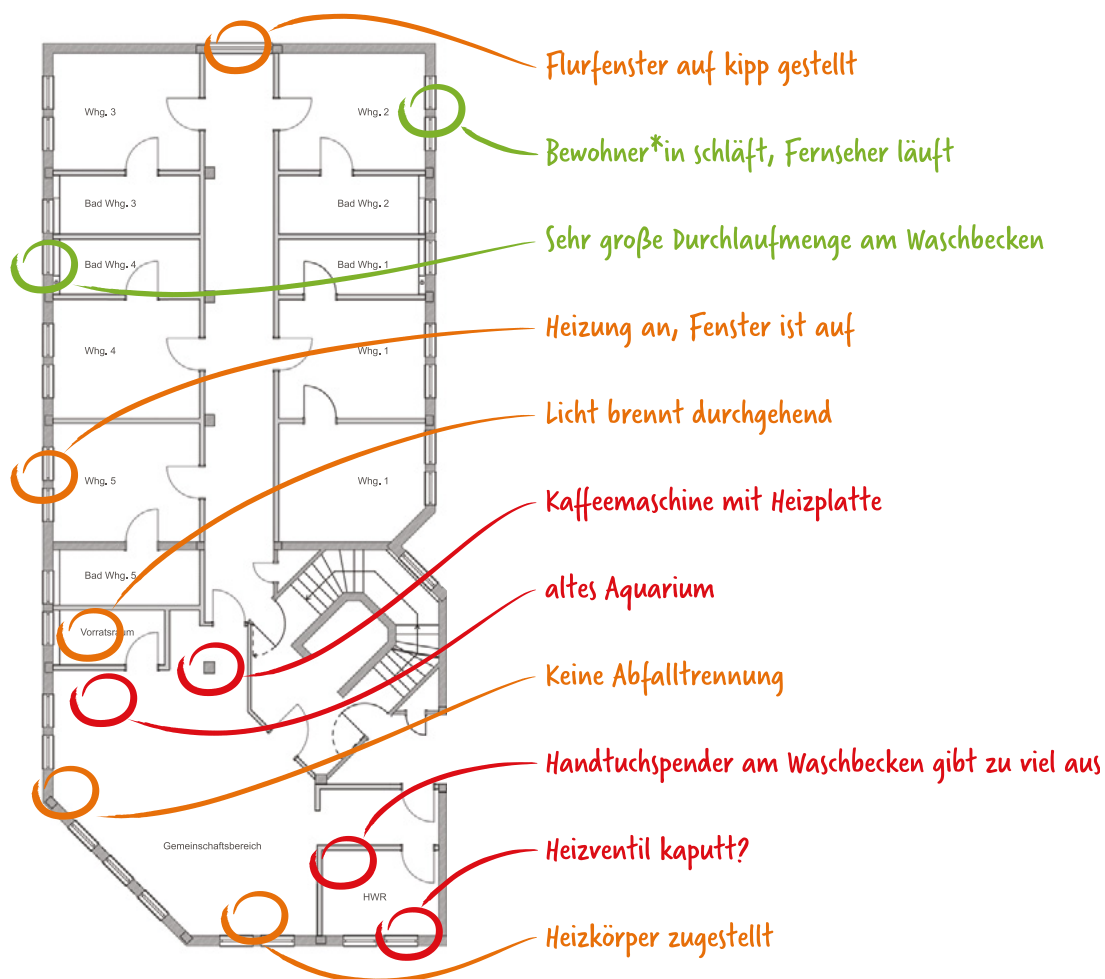 Flurfenster auf kipp gestellt
Whg. 3
Whg. 2
Bewohner*in schläft, Fernseher läuft
Bad Whg. 3
Bad Whg. 2
Sehr große Durchlaufmenge am Waschbecken
Bad Whg. 4
Bad Whg. 1
Heizung an, Fenster ist auf
Whg. 4
Whg. 1
Licht brennt durchgehend
Whg. 5
Whg. 1
Kaffeemaschine mit Heizplatte
Bad Whg. 5
altes Aquarium
Vorratsraum
Keine Abfalltrennung
Handtuchspender am Waschbecken gibt zu viel aus
Gemeinschaftsbereich
Heizventil kaputt?
HWR
Heizkörper zugestellt